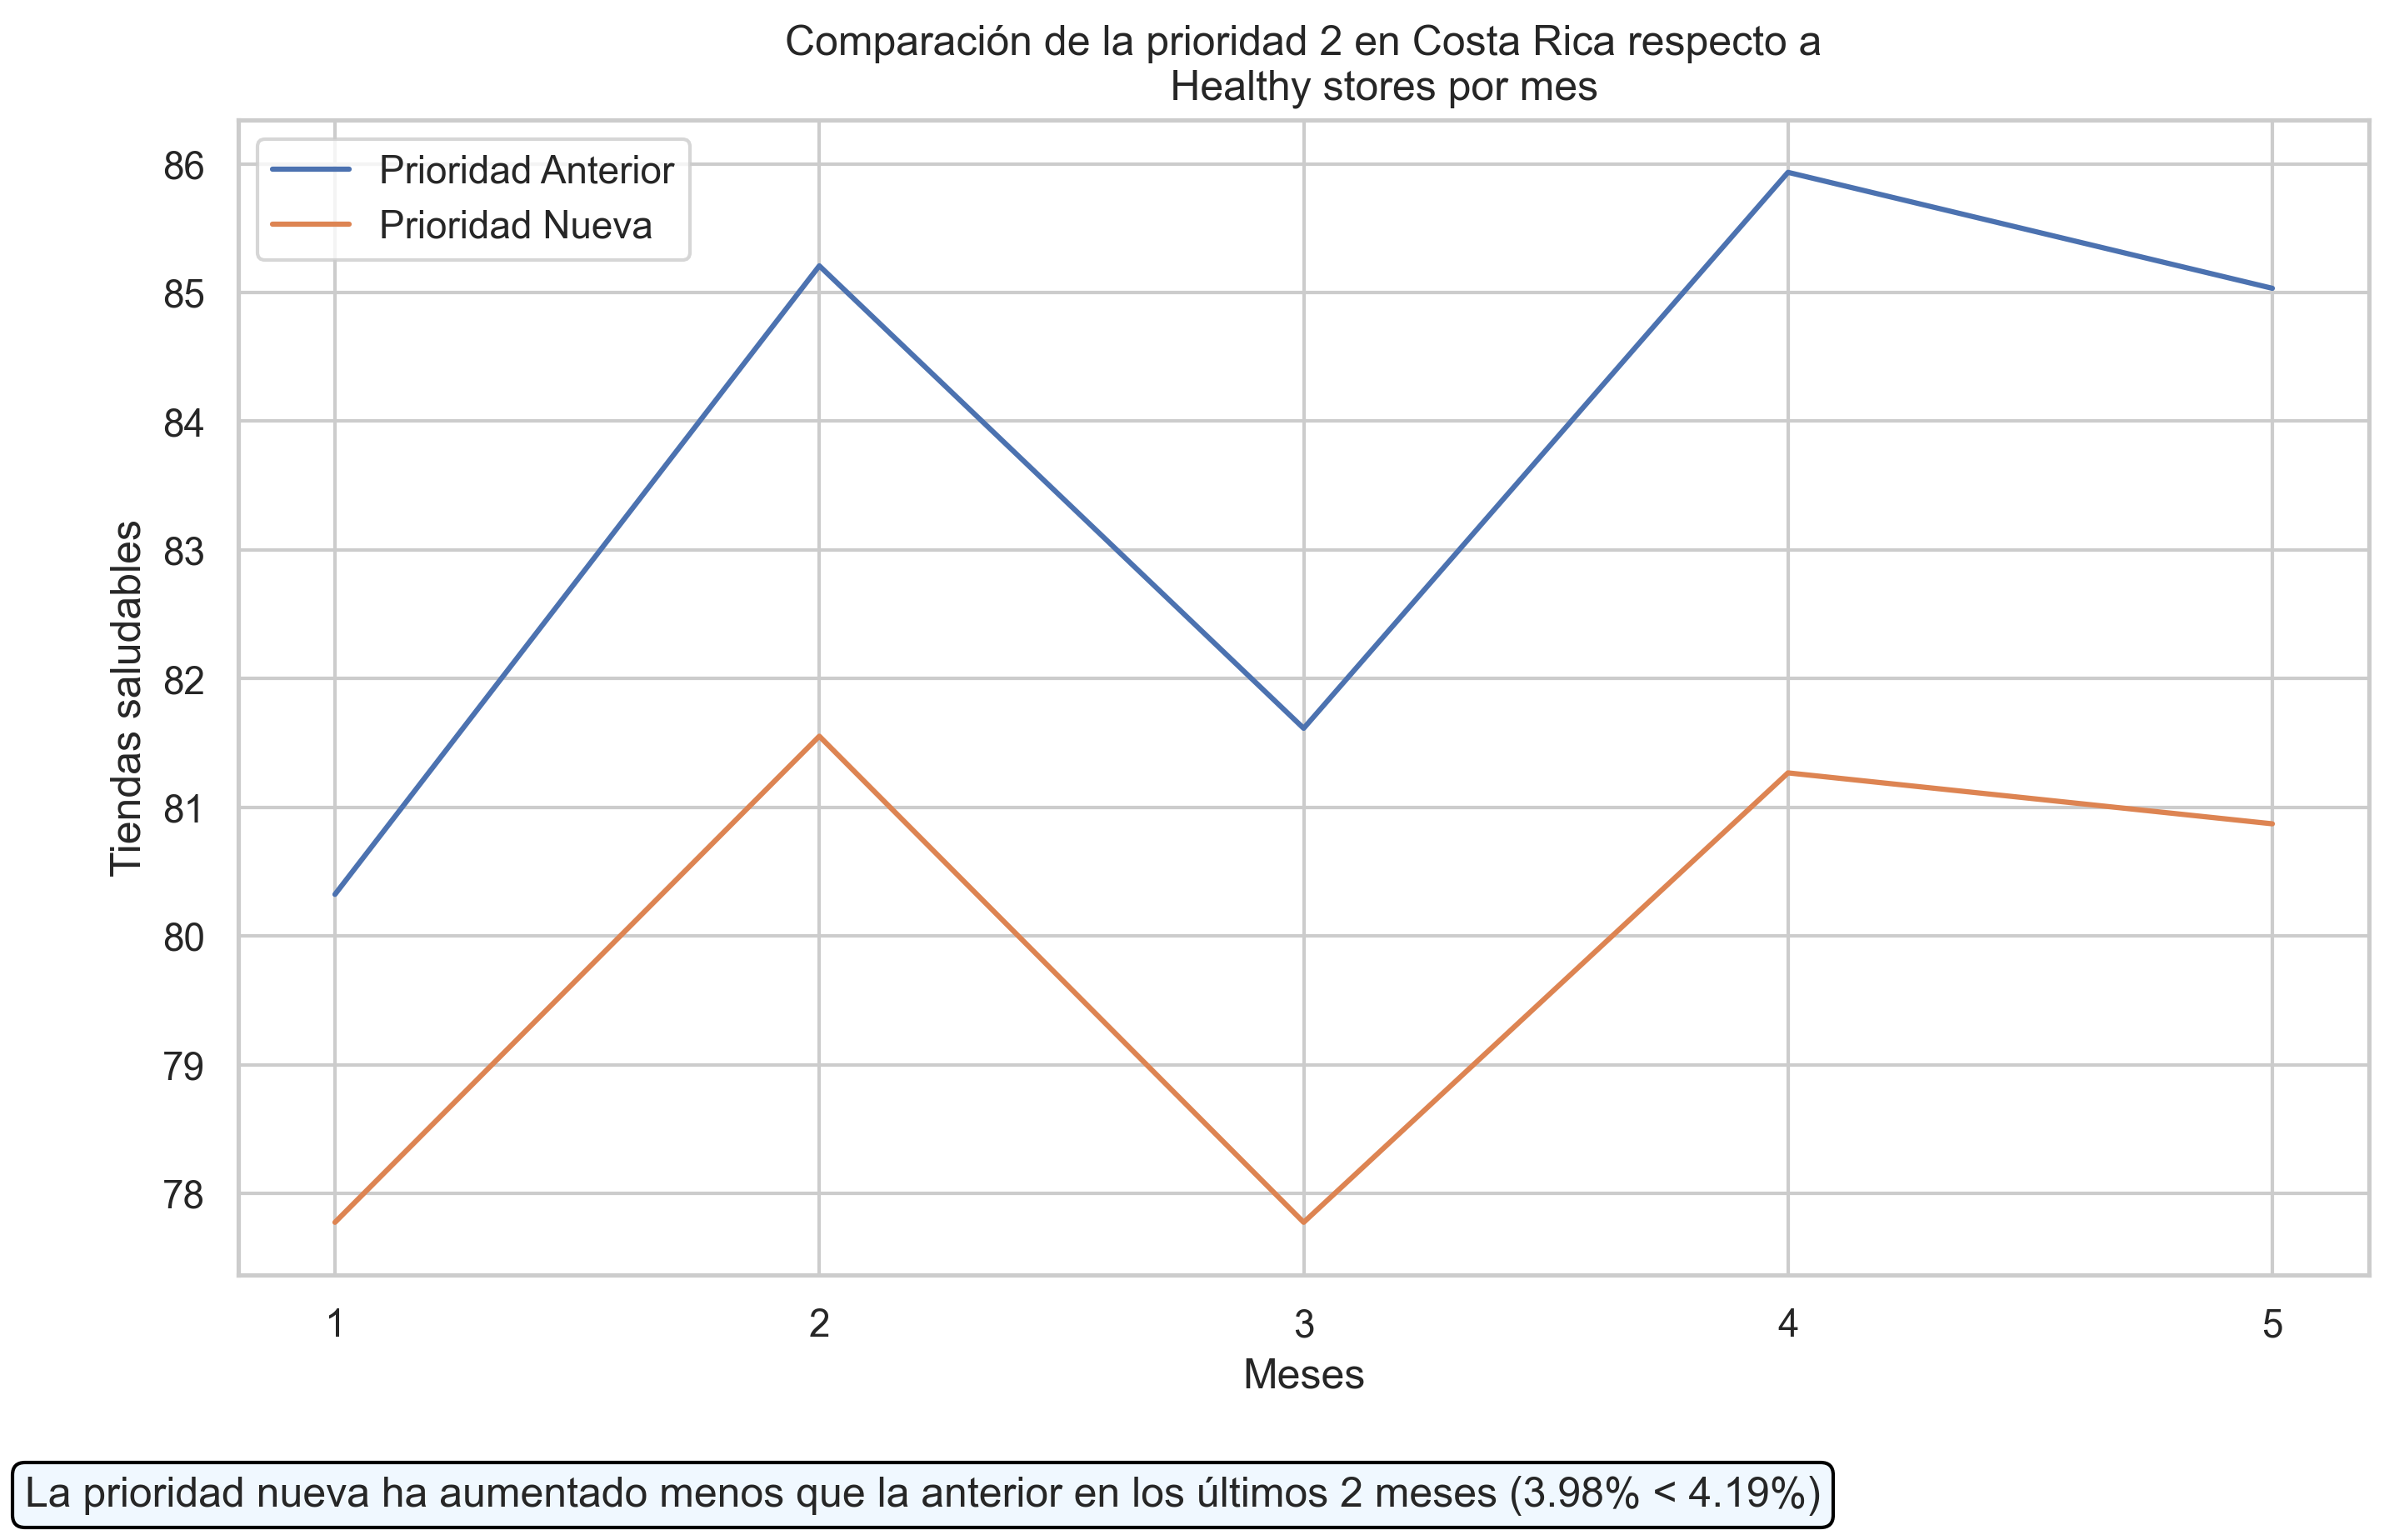 Comparación de la prioridad 2 en Costa Rica respecto a
Healthy stores por mes
Prioridad Anterior
Prioridad Nueva
86
85
84
83
82
81
80
79
78
Tiendas saludables
1 2 3 4 5
Meses
La prioridad nueva ha aumentado menos que la anterior en los últimos 2 meses (3.98% < 4.19%)